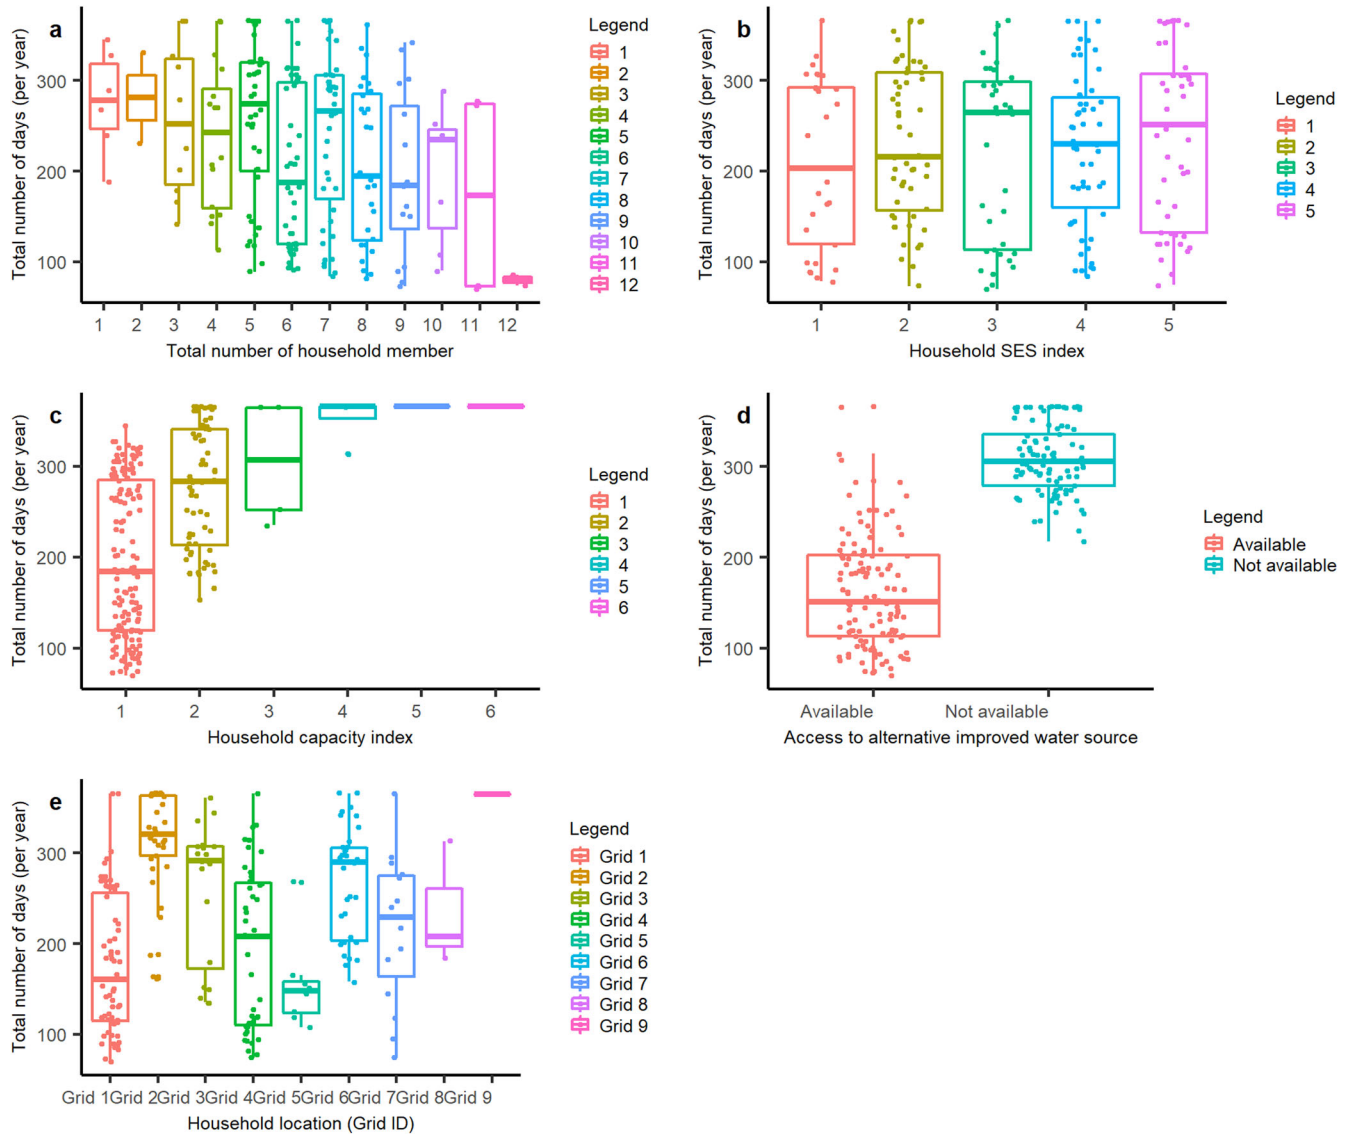 a
Total number of days (per year)
300
200
100
1 2 3 4 5 6 7 8 9 10 11 12
Total number of household member
Legend
1
2
3
4
5
6
7
8
9
10
11
12
b
Total number of days (per year)
300
200
100
1 2 3 4 5
Household SES index
Legend
1
2
3
4
5
c
Total number of days (per year)
300
200
100
1 2 3 4 5 6
Household capacity index
Legend
1
2
3
4
5
6
d
Total number of days (per year)
300
200
100
Available Not available
Access to alternative improved water source
Legend
Available
Not available
e
Total number of days (per year)
300
200
100
Grid 1Grid 2Grid 3Grid 4Grid 5Grid 6Grid 7Grid 8Grid 9
Household location (Grid ID)
Legend
Grid 1
Grid 2
Grid 3
Grid 4
Grid 5
Grid 6
Grid 7
Grid 8
Grid 9